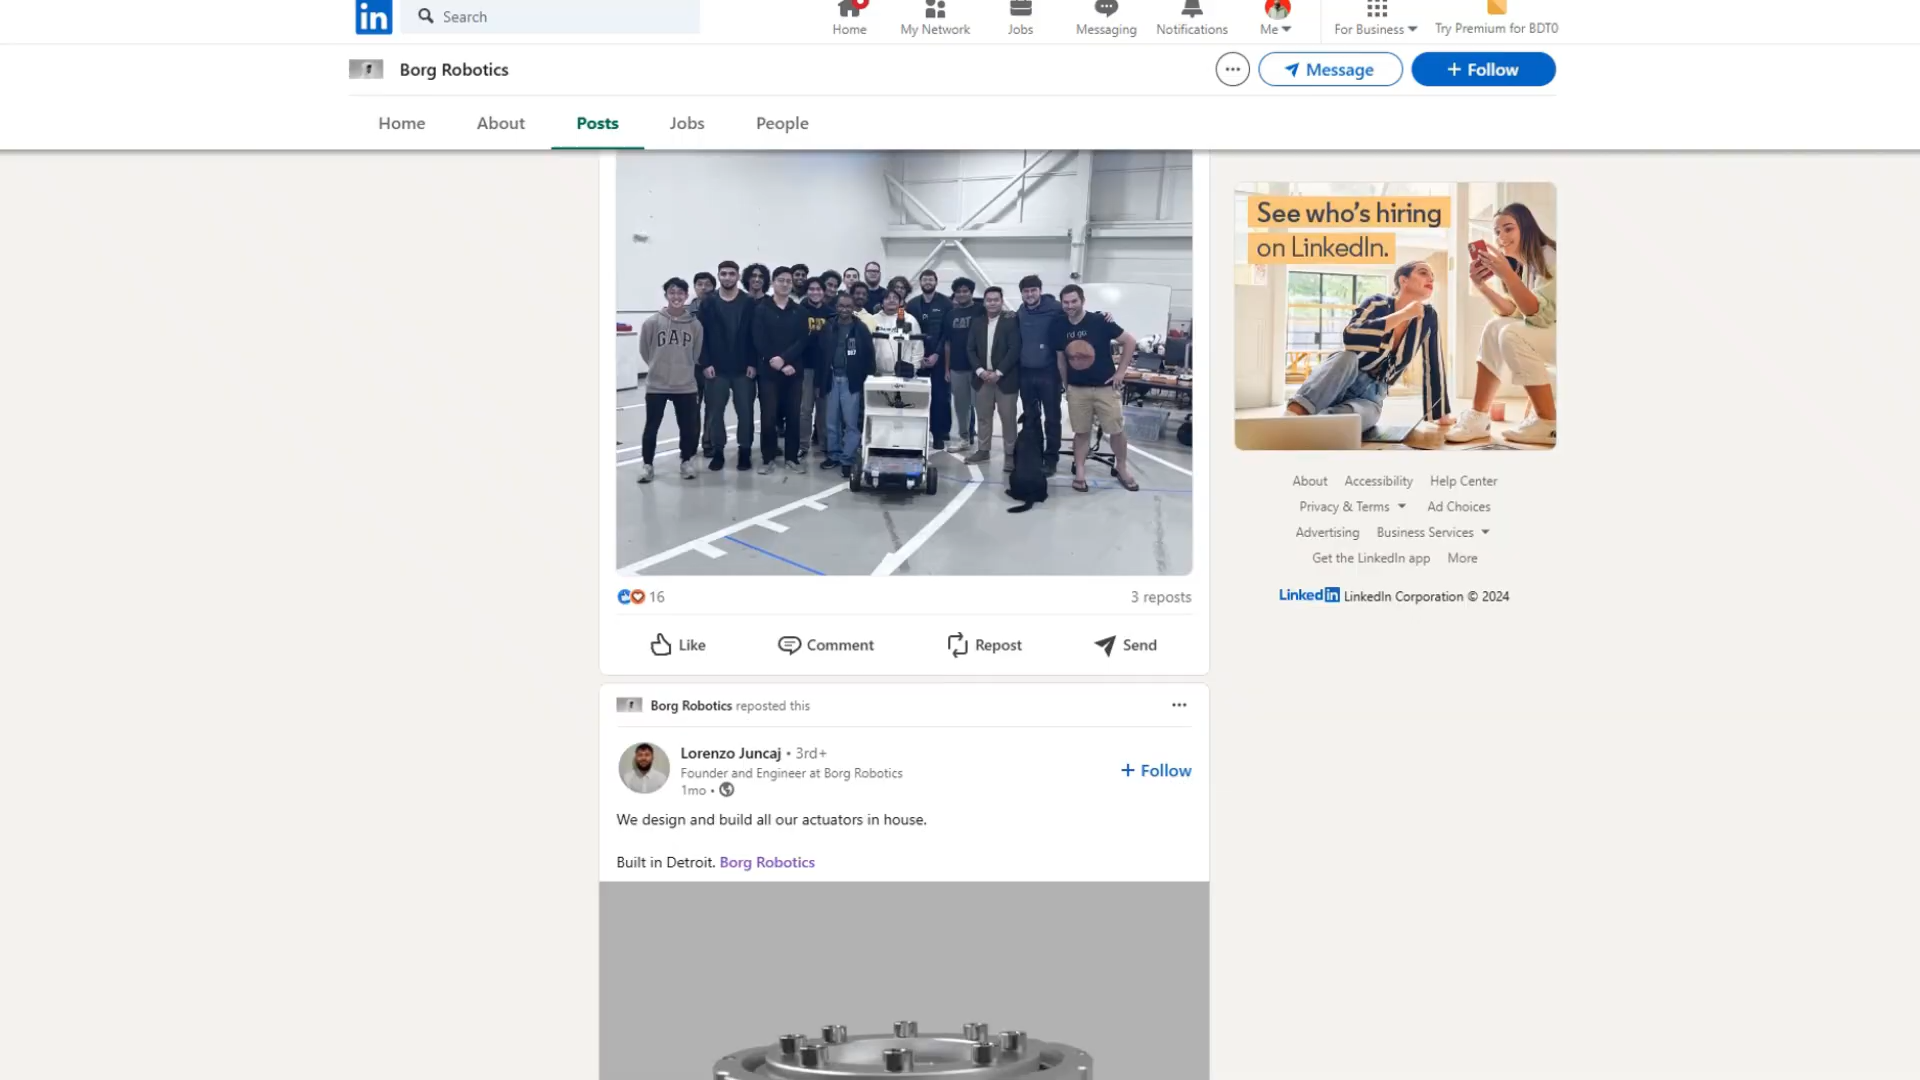 in
Search
Home
My Network
Jobs
Messaging
Notifications
Me
For Business
Try Premium for BDT0
Borg Robotics
Message
+ Follow
Home
About
Posts
Jobs
People
GAP
CAT
See who's hiring
on LinkedIn.
About Accessibility Help Center
Privacy & Terms Ad Choices
Advertising Business Services
Get the LinkedIn app More
Linkedin LinkedIn Corporation © 2024
16
3 reposts
Like
Comment
Repost
Send
Borg Robotics reposted this
Lorenzo Juncaj • 3rd+
Founder and Engineer at Borg Robotics
1mo •
+ Follow
We design and build all our actuators in house.
Built in Detroit. Borg Robotics